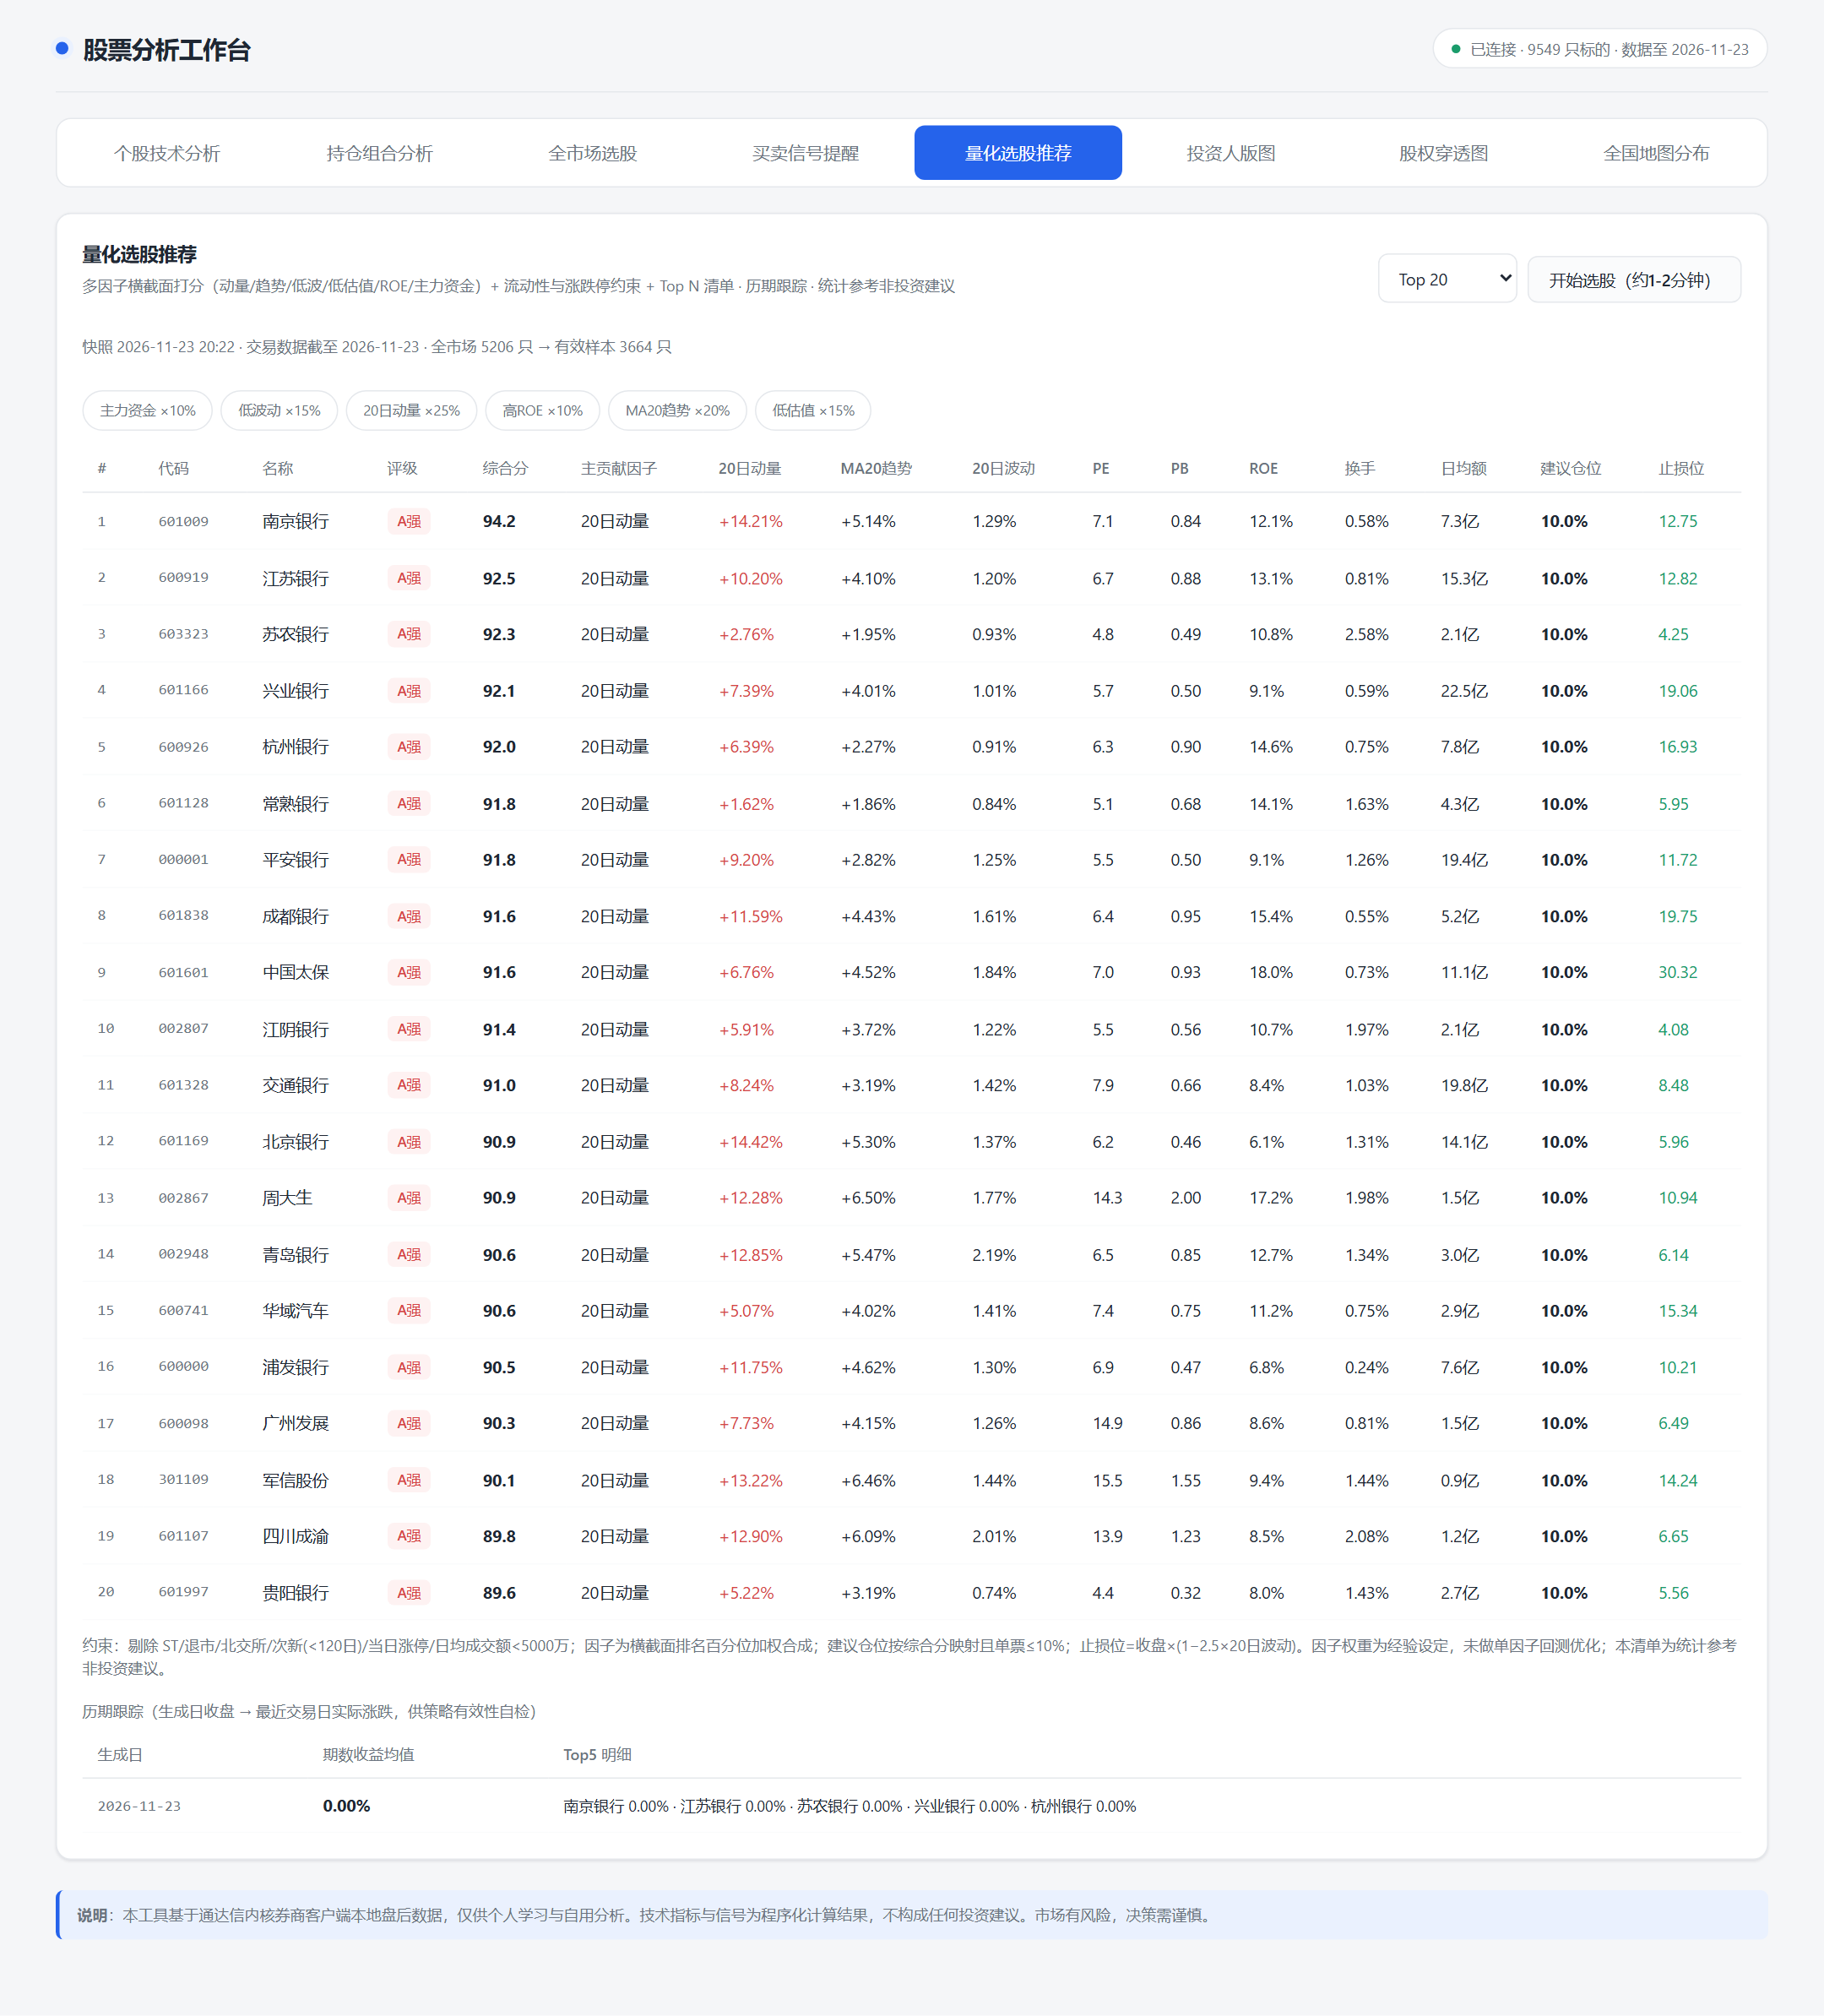 股票分析工作台
已连接 · 9549 只标的 · 数据至 2026-11-23
个股技术分析 持仓组合分析 全市场选股 买卖信号提醒 量化选股推荐 投资人版图 股权穿透图 全国地图分布
量化选股推荐
多因子横截面打分（动量/趋势/低波/低估值/ROE/主力资金）+ 流动性与涨跌停约束 + Top N 清单 · 历期跟踪 · 统计参考非投资建议
Top 20 开始选股（约1-2分钟）
快照 2026-11-23 20:22 · 交易数据截至 2026-11-23 · 全市场 5206 只 → 有效样本 3664 只
主力资金 ×10% 低波动 ×15% 20日动量 ×25% 高ROE ×10% MA20趋势 ×20% 低估值 ×15%
# 代码 名称 评级 综合分 主贡献因子 20日动量 MA20趋势 20日波动 PE PB ROE 换手 日均额 建议仓位 止损位
1 601009 南京银行 A强 94.2 20日动量 +14.21% +5.14% 1.29% 7.1 0.84 12.1% 0.58% 7.3亿 10.0% 12.75
2 600919 江苏银行 A强 92.5 20日动量 +10.20% +4.10% 1.20% 6.7 0.88 13.1% 0.81% 15.3亿 10.0% 12.82
3 603323 苏农银行 A强 92.3 20日动量 +2.76% +1.95% 0.93% 4.8 0.49 10.8% 2.58% 2.1亿 10.0% 4.25
4 601166 兴业银行 A强 92.1 20日动量 +7.39% +4.01% 1.01% 5.7 0.50 9.1% 0.59% 22.5亿 10.0% 19.06
5 600926 杭州银行 A强 92.0 20日动量 +6.39% +2.27% 0.91% 6.3 0.90 14.6% 0.75% 7.8亿 10.0% 16.93
6 601128 常熟银行 A强 91.8 20日动量 +1.62% +1.86% 0.84% 5.1 0.68 14.1% 1.63% 4.3亿 10.0% 5.95
7 000001 平安银行 A强 91.8 20日动量 +9.20% +2.82% 1.25% 5.5 0.50 9.1% 1.26% 19.4亿 10.0% 11.72
8 601838 成都银行 A强 91.6 20日动量 +11.59% +4.43% 1.61% 6.4 0.95 15.4% 0.55% 5.2亿 10.0% 19.75
9 601601 中国太保 A强 91.6 20日动量 +6.76% +4.52% 1.84% 7.0 0.93 18.0% 0.73% 11.1亿 10.0% 30.32
10 002807 江阴银行 A强 91.4 20日动量 +5.91% +3.72% 1.22% 5.5 0.56 10.7% 1.97% 2.1亿 10.0% 4.08
11 601328 交通银行 A强 91.0 20日动量 +8.24% +3.19% 1.42% 7.9 0.66 8.4% 1.03% 19.8亿 10.0% 8.48
12 601169 北京银行 A强 90.9 20日动量 +14.42% +5.30% 1.37% 6.2 0.46 6.1% 1.31% 14.1亿 10.0% 5.96
13 002867 周大生 A强 90.9 20日动量 +12.28% +6.50% 1.77% 14.3 2.00 17.2% 1.98% 1.5亿 10.0% 10.94
14 002948 青岛银行 A强 90.6 20日动量 +12.85% +5.47% 2.19% 6.5 0.85 12.7% 1.34% 3.0亿 10.0% 6.14
15 600741 华域汽车 A强 90.6 20日动量 +5.07% +4.02% 1.41% 7.4 0.75 11.2% 0.75% 2.9亿 10.0% 15.34
16 600000 浦发银行 A强 90.5 20日动量 +11.75% +4.62% 1.30% 6.9 0.47 6.8% 0.24% 7.6亿 10.0% 10.21
17 600098 广州发展 A强 90.3 20日动量 +7.73% +4.15% 1.26% 14.9 0.86 8.6% 0.81% 1.5亿 10.0% 6.49
18 301109 军信股份 A强 90.1 20日动量 +13.22% +6.46% 1.44% 15.5 1.55 9.4% 1.44% 0.9亿 10.0% 14.24
19 601107 四川成渝 A强 89.8 20日动量 +12.90% +6.09% 2.01% 13.9 1.23 8.5% 2.08% 1.2亿 10.0% 6.65
20 601997 贵阳银行 A强 89.6 20日动量 +5.22% +3.19% 0.74% 4.4 0.32 8.0% 1.43% 2.7亿 10.0% 5.56
约束：剔除 ST/退市/北交所/次新(<120日)/当日涨停/日均成交额<5000万；因子为横截面排名百分位加权合成；建议仓位按综合分映射且单票≤10%；止损位=收盘×(1−2.5×20日波动)。因子权重为经验设定，未做单因子回测优化；本清单为统计参考
非投资建议。
历期跟踪（生成日收盘 → 最近交易日实际涨跌，供策略有效性自检）
生成日 期数收益均值 Top5 明细
2026-11-23 0.00% 南京银行 0.00% · 江苏银行 0.00% · 苏农银行 0.00% · 兴业银行 0.00% · 杭州银行 0.00%
说明：本工具基于通达信内核券商客户端本地盘后数据，仅供个人学习与自用分析。技术指标与信号为程序化计算结果，不构成任何投资建议。市场有风险，决策需谨慎。